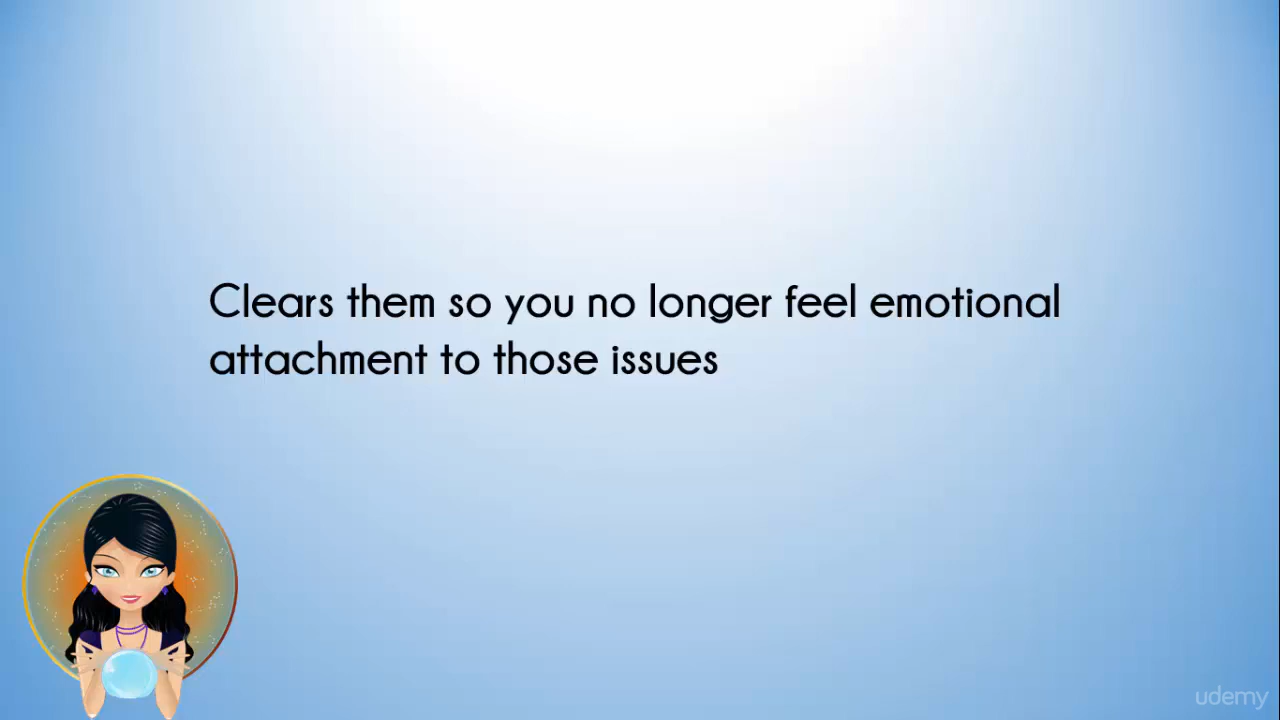 Clears them so you no longer feel emotional
attachment to those issues
udemy